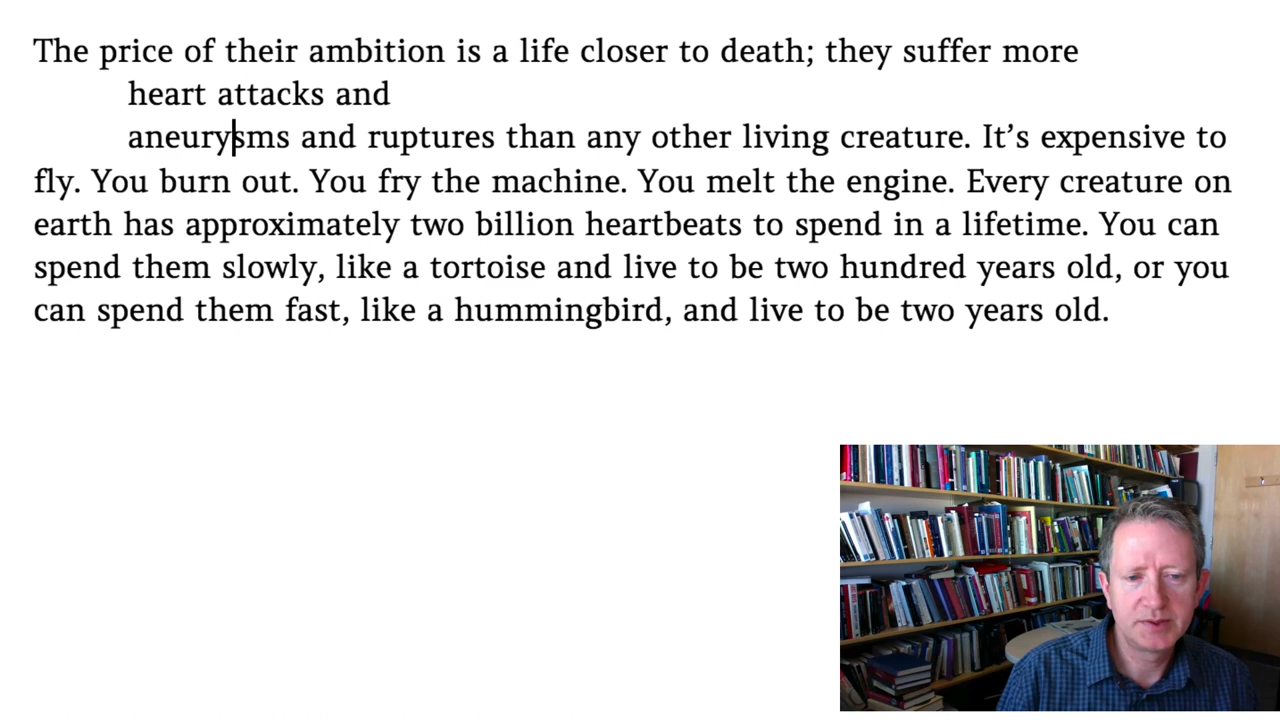 The price of their ambition is a life closer to death; they suffer more
heart attacks and
aneurysms and ruptures than any other living creature. It’s expensive to
fly. You burn out. You fry the machine. You melt the engine. Every creature on
earth has approximately two billion heartbeats to spend in a lifetime. You can
spend them slowly, like a tortoise and live to be two hundred years old, or you
can spend them fast, like a hummingbird, and live to be two years old.